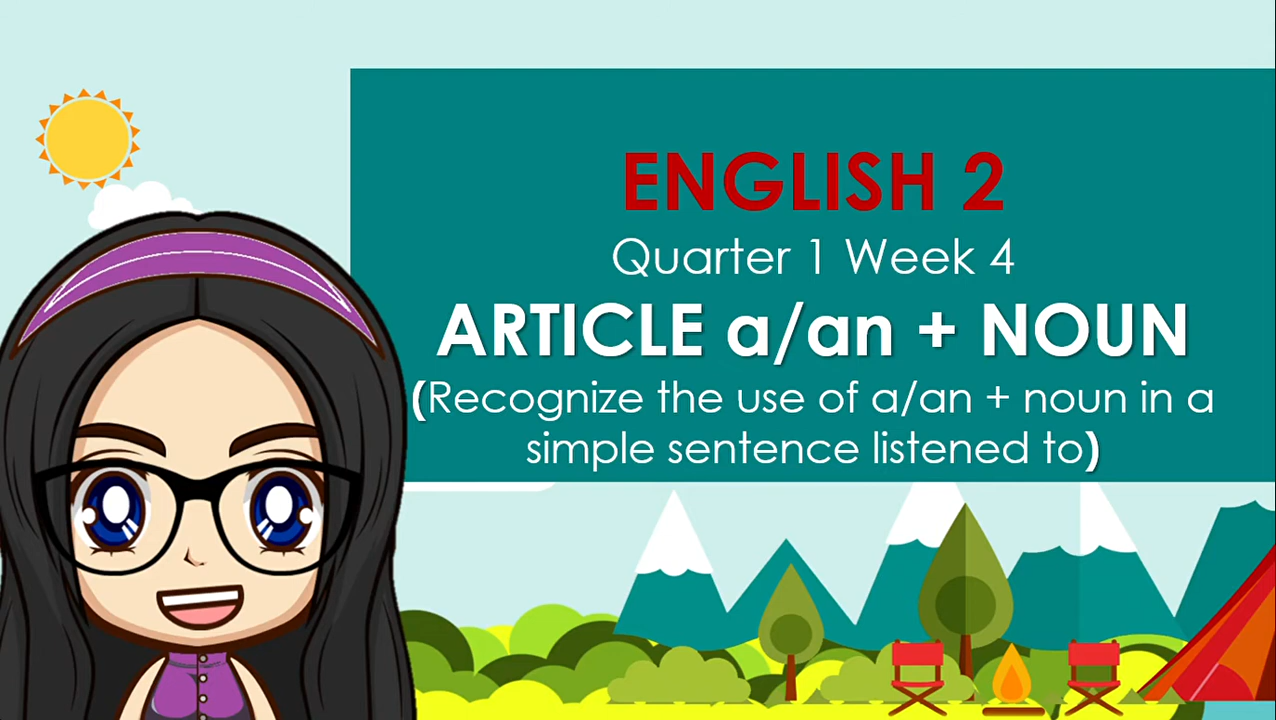 ENGLISH 2
Quarter 1 Week 4
ARTICLE a/an + NOUN
(Recognize the use of a/an + noun in a
simple sentence listened to)